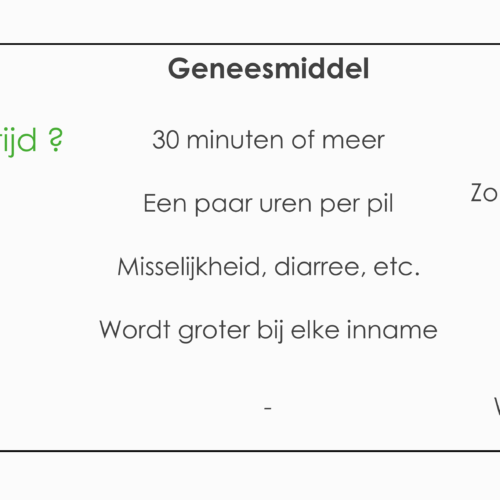 Geneesmiddel
ijd ?
30 minuten of meer
Een paar uren per pil
Zo
Misselijkheid, diarree, etc.
Wordt groter bij elke inname
-